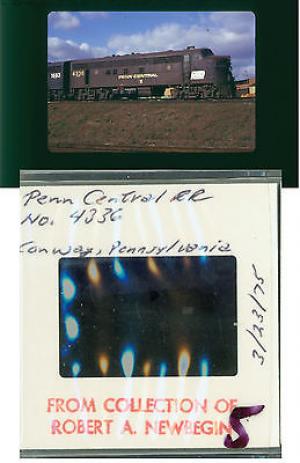 1693
4336
PENN CENTRAL
Penn Central RR
No. 4336
Conway, Pennsylvania
3/23/75
FROM COLLECTION OF
ROBERT A. NEWBEGIN
5